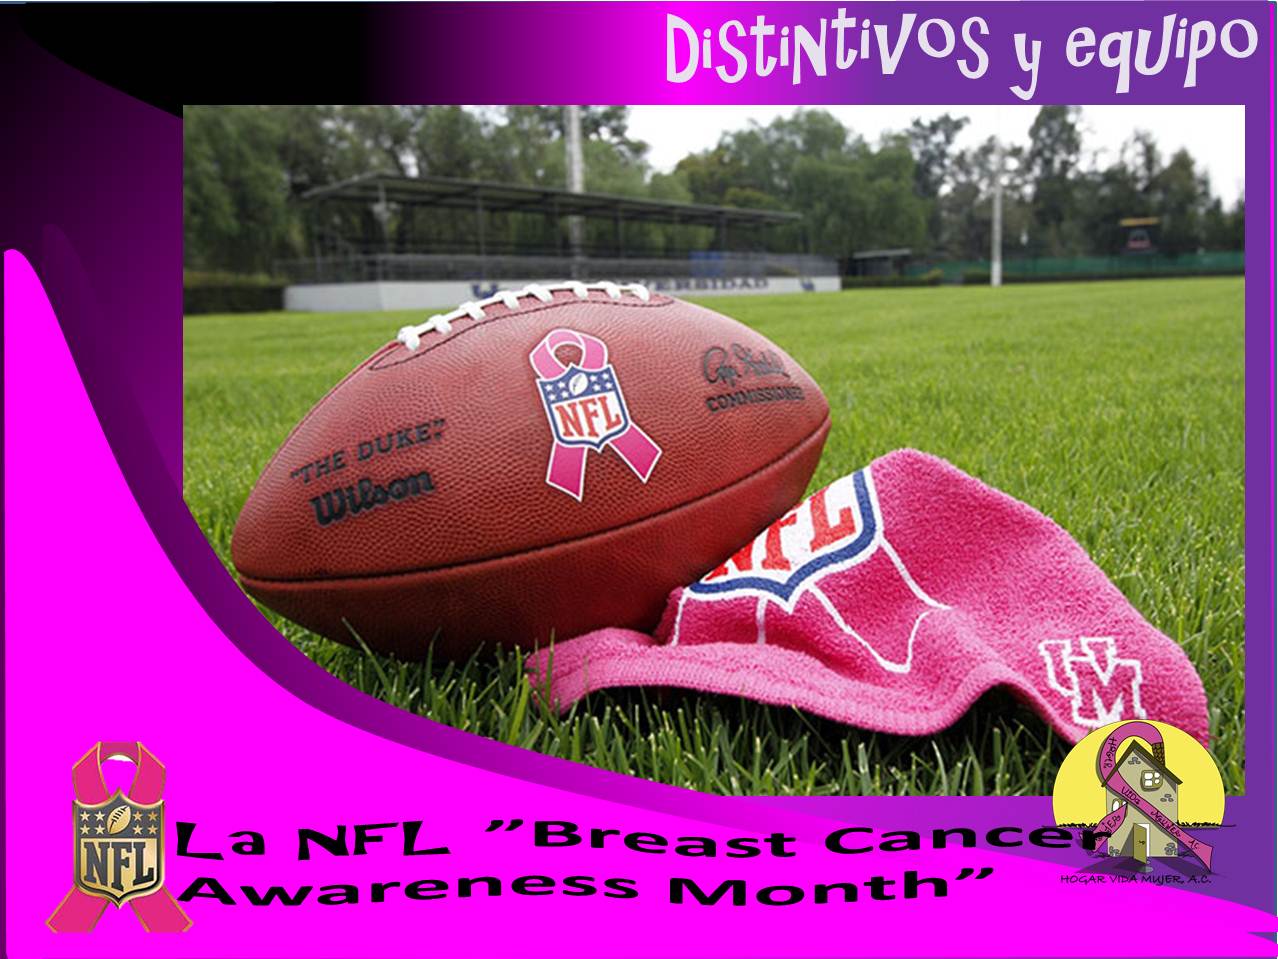 Distintivos y equipo
"THE DUKE"
Wilson
NFL
COMMISSIONER
NFL
La NFL "Breast Cancer
Awareness Month"
NFL
HOGAR VIDA MUJER, A.C.